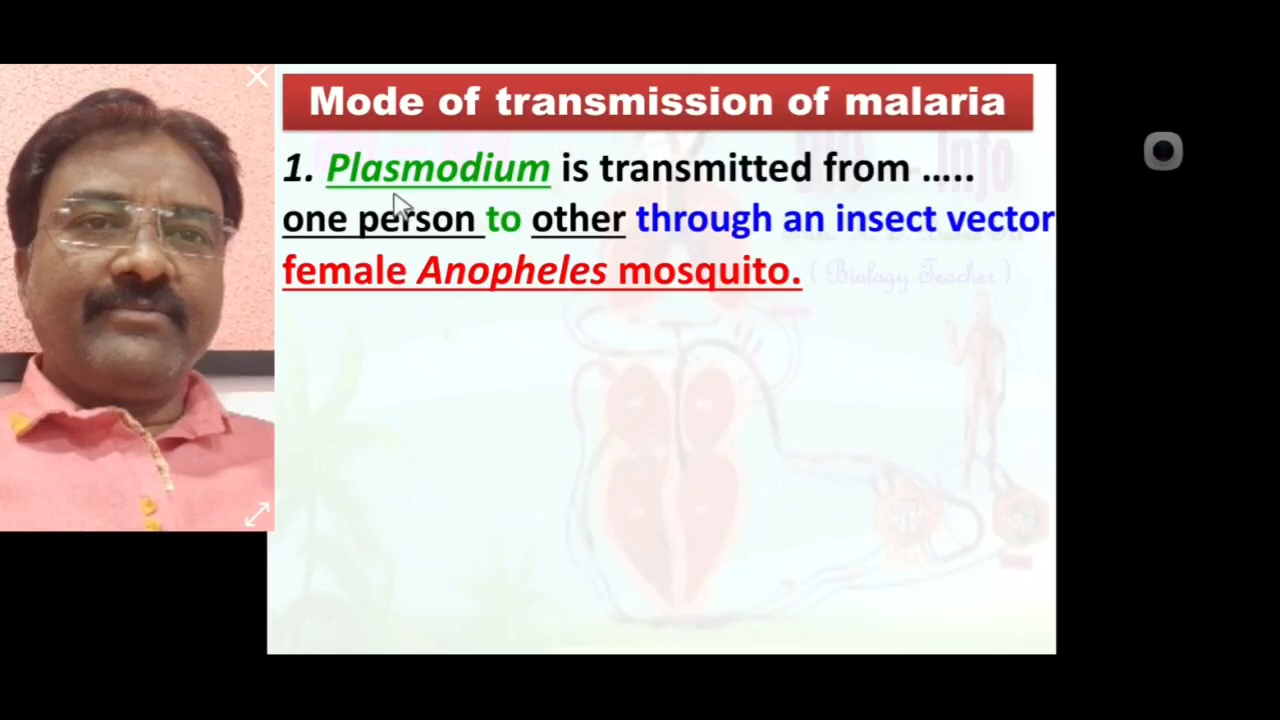 Mode of transmission of malaria
1. Plasmodium is transmitted from .....
one person to other through an insect vector
female Anopheles mosquito.
( Biology Teacher )